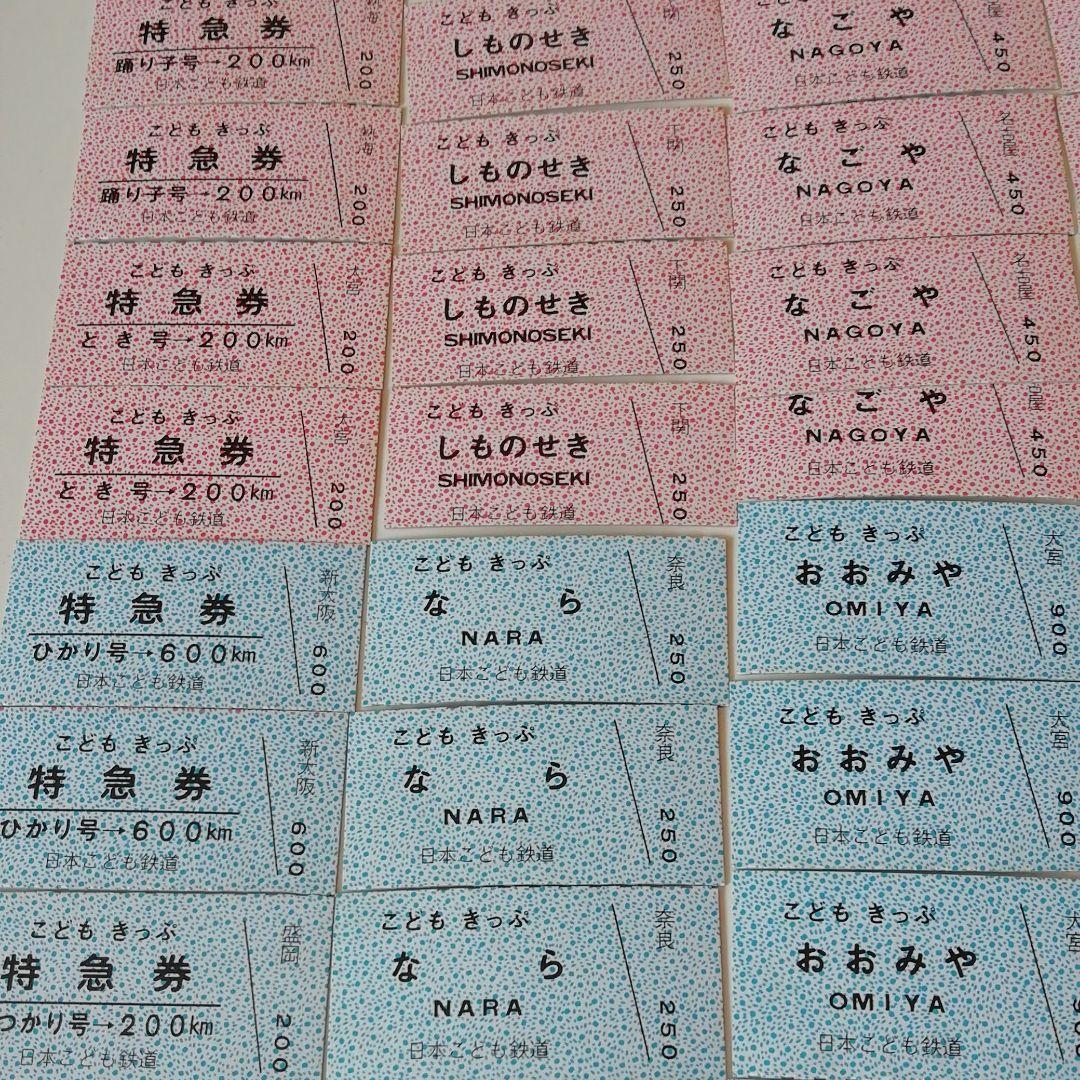 こども きっぷ
特急券
踊り子号→200km
日本こども鉄道
200
しものせき
SHIMONOSEKI
日本こども鉄道
下関
250
なごや
NAGOYA
日本こども鉄道
450
こども きっぷ
特急券
踊り子号→200km
日本こども鉄道
200
こども きっぷ
しものせき
SHIMONOSEKI
日本こども鉄道
下関
250
こども きっぷ
なごや
NAGOYA
日本こども鉄道
名古屋
450
こども きっぷ
特急券
とき号→200km
日本こども鉄道
大宮
200
こども きっぷ
しものせき
SHIMONOSEKI
日本こども鉄道
下関
250
こども きっぷ
なごや
NAGOYA
日本こども鉄道
名古屋
450
こども きっぷ
特急券
とき号→200km
日本こども鉄道
大宮
200
こども きっぷ
しものせき
SHIMONOSEKI
日本こども鉄道
下関
250
なごや
NAGOYA
日本こども鉄道
450
こども きっぷ
特急券
ひかり号→600km
日本こども鉄道
新大阪
600
こども きっぷ
なら
NARA
日本こども鉄道
奈良
250
こども きっぷ
おおみや
OMIYA
日本こども鉄道
大宮
900
こども きっぷ
特急券
ひかり号→600km
日本こども鉄道
新大阪
600
こども きっぷ
なら
NARA
日本こども鉄道
奈良
250
こども きっぷ
おおみや
OMIYA
日本こども鉄道
大宮
900
こども きっぷ
特急券
つかり号→200km
日本こども鉄道
盛岡
200
こども きっぷ
なら
NARA
日本こども鉄道
奈良
250
こども きっぷ
おおみや
OMIYA
日本こども鉄道
大宮
900